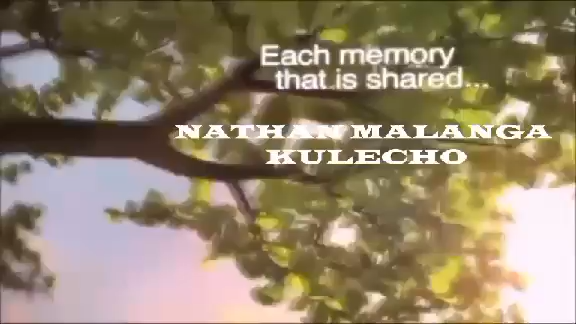 Each memory
that is shared...
NATHAN MALANGA
KULECHO